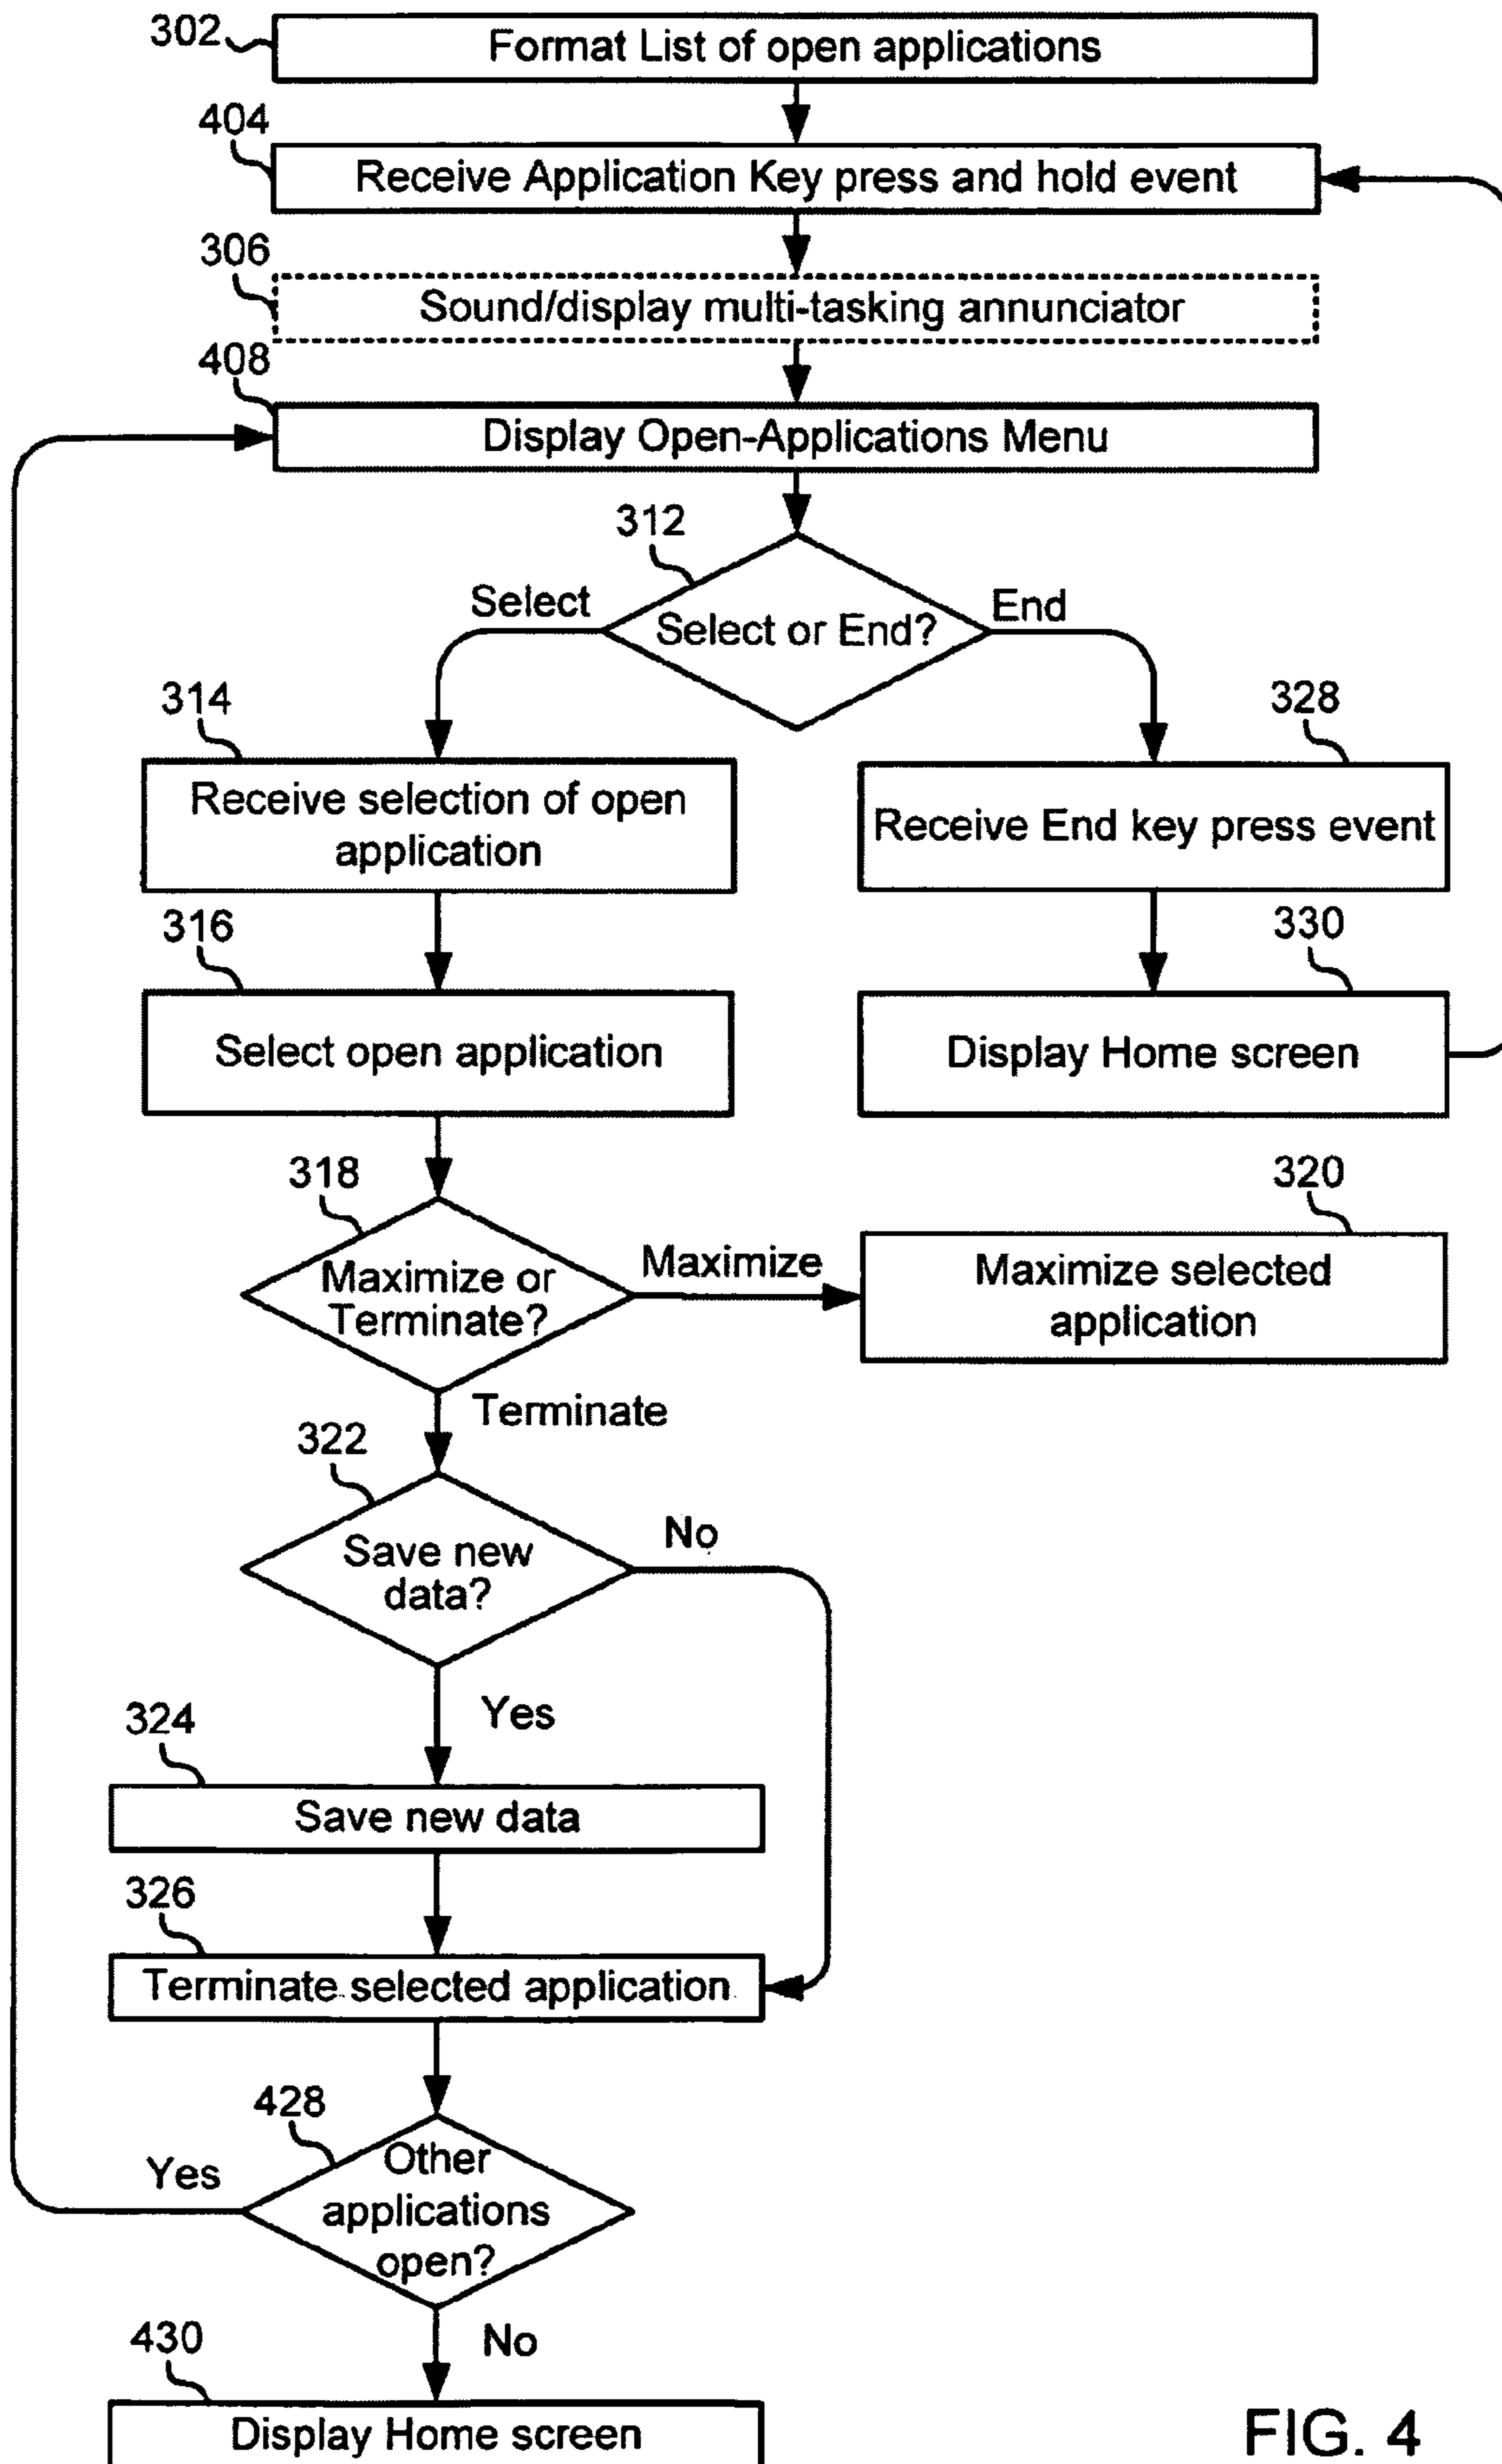 302
Format List of open applications
404
Receive Application Key press and hold event
306
Sound/display multi-tasking annunciator
408
Display Open-Applications Menu
312
Select
Select or End?
End
314
Receive selection of open
application
328
Receive End key press event
316
Select open application
330
Display Home screen
318
Maximize or
Terminate?
Maximize
320
Maximize selected
application
Terminate
322
Save new
data?
No
Yes
324
Save new data
326
Terminate selected application
428
Other
applications
open?
Yes
No
430
Display Home screen
FIG. 4